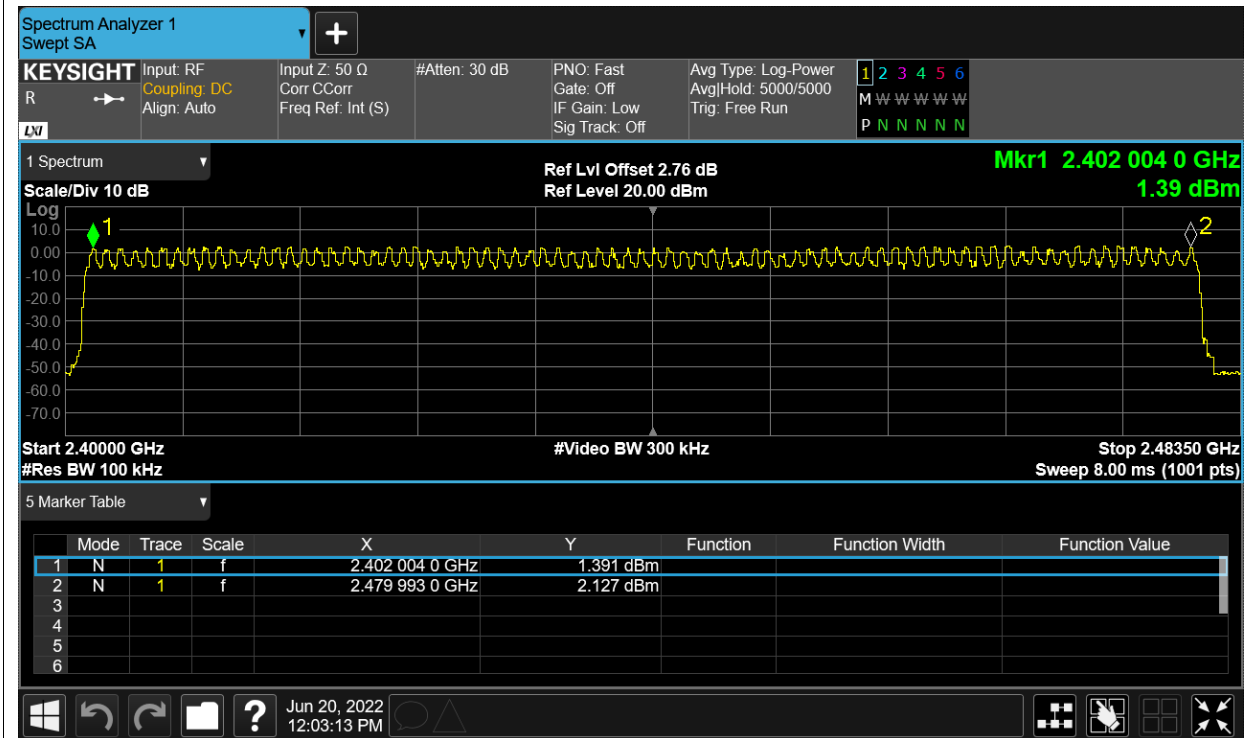 Spectrum Analyzer 1
Swept SA
+
KEYSIGHT
R
LXI
Input: RF
Coupling: DC
Align: Auto
Input Z: 50 Ω
Corr CCorr
Freq Ref: Int (S)
#Atten: 30 dB
PNO: Fast
Gate: Off
IF Gain: Low
Sig Track: Off
Avg Type: Log-Power
Avg|Hold: 5000/5000
Trig: Free Run
1 2 3 4 5 6
M W W W W W
P N N N N N
1 Spectrum
Scale/Div 10 dB
Ref Lvl Offset 2.76 dB
Ref Level 20.00 dBm
Mkr1 2.402 004 0 GHz
1.39 dBm
Log
10.0
0.00
-10.0
-20.0
-30.0
-40.0
-50.0
-60.0
-70.0
1
2
Start 2.40000 GHz
#Res BW 100 kHz
#Video BW 300 kHz
Stop 2.48350 GHz
Sweep 8.00 ms (1001 pts)
5 Marker Table
Mode Trace Scale X Y Function Function Width Function Value
1 N 1 f 2.402 004 0 GHz 1.391 dBm
2 N 1 f 2.479 993 0 GHz 2.127 dBm
3
4
5
6
?
Jun 20, 2022
12:03:13 PM